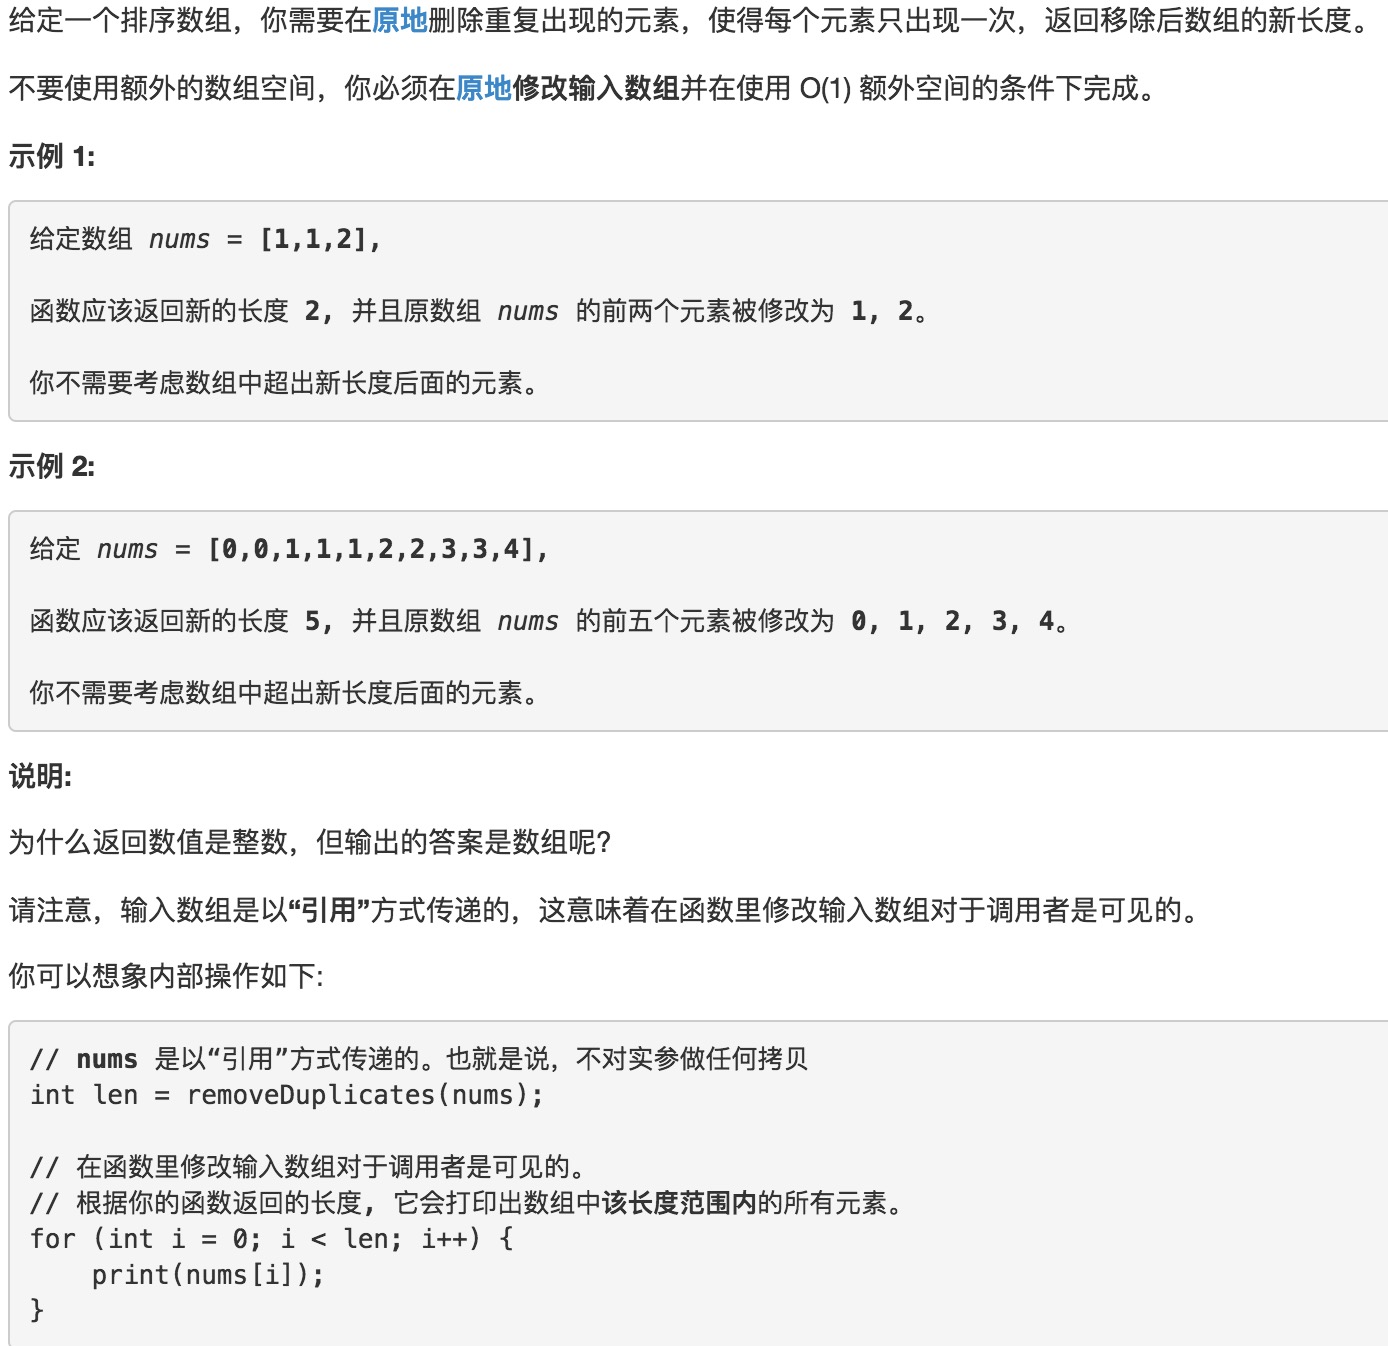 给定一个排序数组，你需要在原地删除重复出现的元素，使得每个元素只出现一次，返回移除后数组的新长度。
不要使用额外的数组空间，你必须在原地修改输入数组并在使用 O(1) 额外空间的条件下完成。
示例 1:
给定数组 nums = [1,1,2],
函数应该返回新的长度 2, 并且原数组 nums 的前两个元素被修改为 1, 2。
你不需要考虑数组中超出新长度后面的元素。
示例 2:
给定 nums = [0,0,1,1,1,2,2,3,3,4],
函数应该返回新的长度 5, 并且原数组 nums 的前五个元素被修改为 0, 1, 2, 3, 4。
你不需要考虑数组中超出新长度后面的元素。
说明:
为什么返回数值是整数，但输出的答案是数组呢?
请注意，输入数组是以“引用”方式传递的，这意味着在函数里修改输入数组对于调用者是可见的。
你可以想象内部操作如下:
// nums 是以“引用”方式传递的。也就是说，不对实参做任何拷贝
int len = removeDuplicates(nums);
// 在函数里修改输入数组对于调用者是可见的。
// 根据你的函数返回的长度, 它会打印出数组中该长度范围内的所有元素。
for (int i = 0; i < len; i++) {
    print(nums[i]);
}